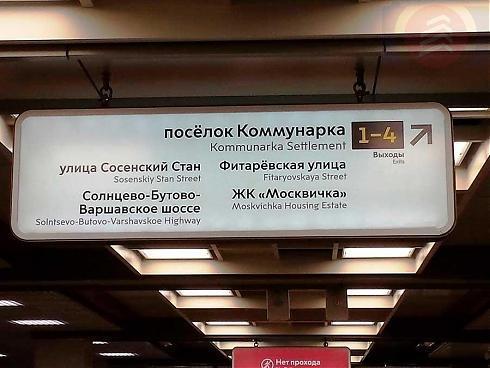 посёлок Коммунарка
Kommunarka Settlement
1–4
Выходы
Exits
улица Сосенский Стан
Sosenskiy Stan Street
Солнцево-Бутово-
Варшавское шоссе
Solntsevo-Butovo-Varshavskoe Highway
Фитарёвская улица
Fitaryovskaya Street
ЖК «Москвичка»
Moskvichka Housing Estate
Нет прохода